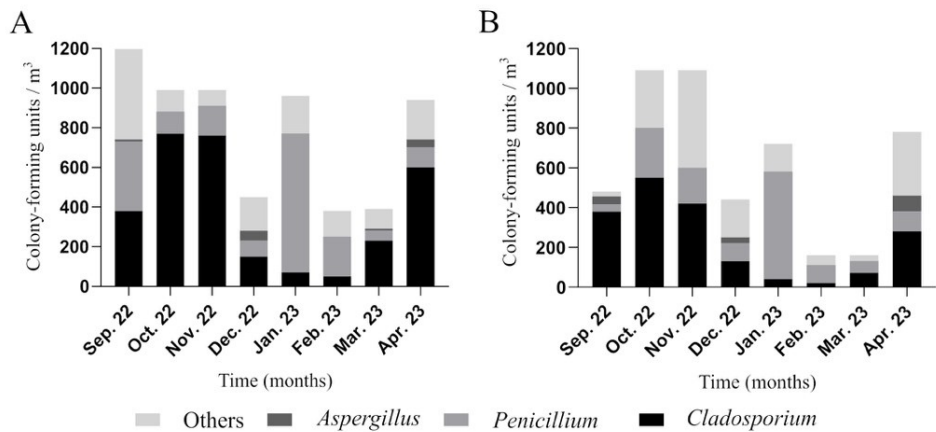 A
Colony-forming units / m³
1200
1000
800
600
400
200
0
Sep. 22
Oct. 22
Nov. 22
Dec. 22
Jan. 23
Feb. 23
Mar. 23
Apr. 23
Time (months)
B
Colony-forming units / m³
1200
1000
800
600
400
200
0
Sep. 22
Oct. 22
Nov. 22
Dec. 22
Jan. 23
Feb. 23
Mar. 23
Apr. 23
Time (months)
Others Aspergillus Penicillium Cladosporium